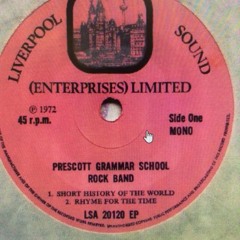 LIVERPOOL SOUND
(ENTERPRISES) LIMITED
℗ 1972
45 r.p.m.
Side One
MONO
PRESCOTT GRAMMAR SCHOOL
ROCK BAND
1. SHORT HISTORY OF THE WORLD
2. RHYME FOR THE TIME
LSA 20120 EP